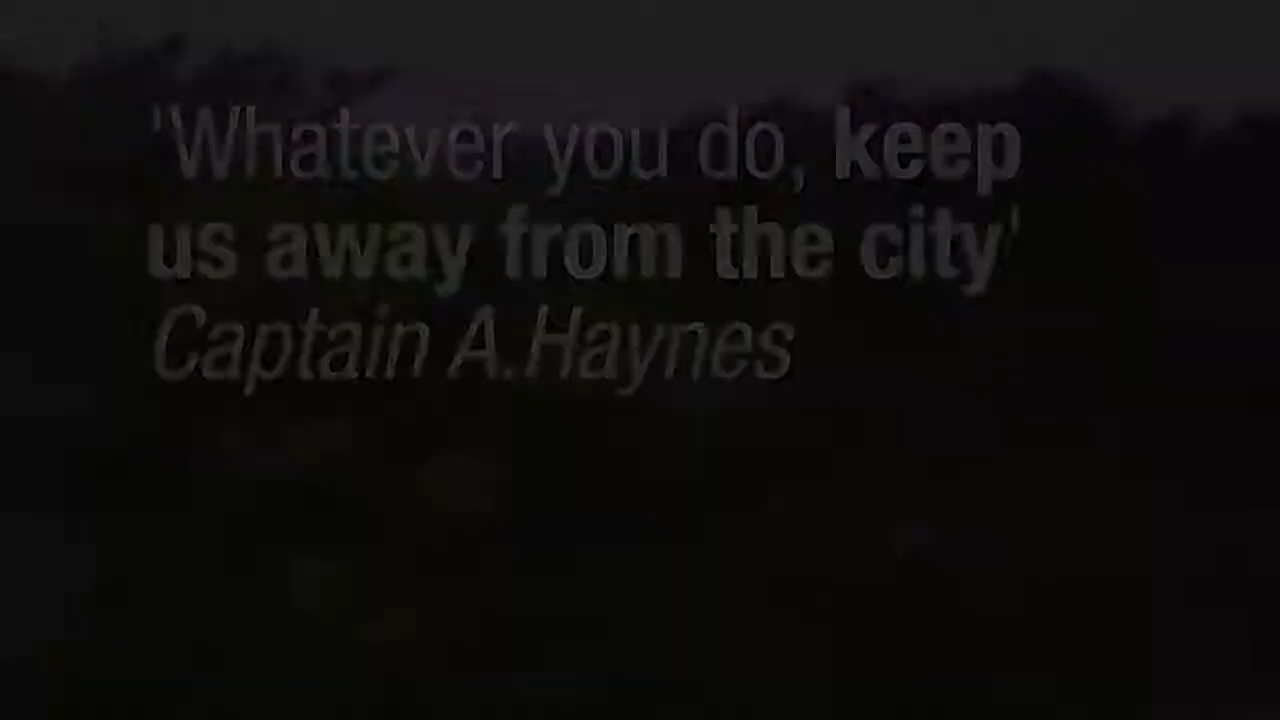 'Whatever you do, keep
us away from the city'
Captain A.Haynes